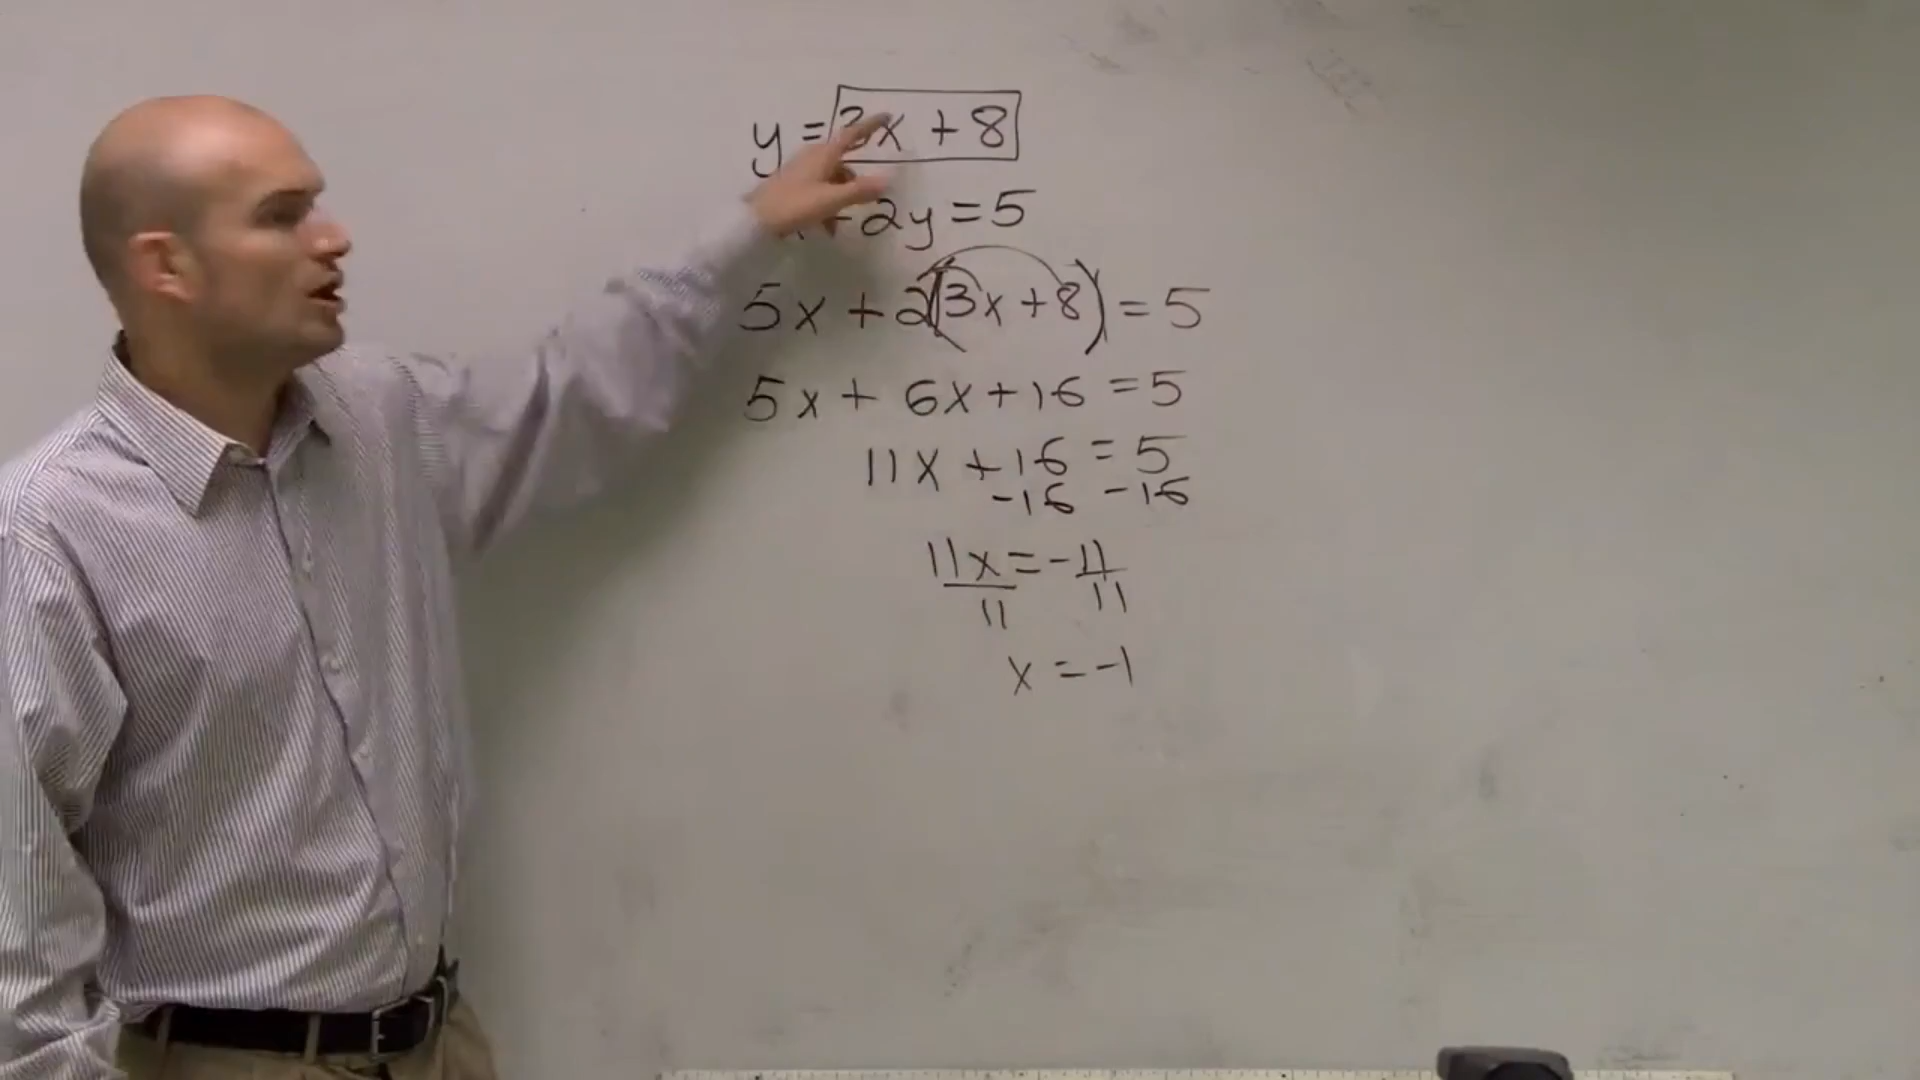 y = 3x + 8
+ 2y = 5
5x + 2(3x + 8) = 5
5x + 6x + 16 = 5
11x + 16 = 5
-16 -16
11x = -11
11 11
x = -1